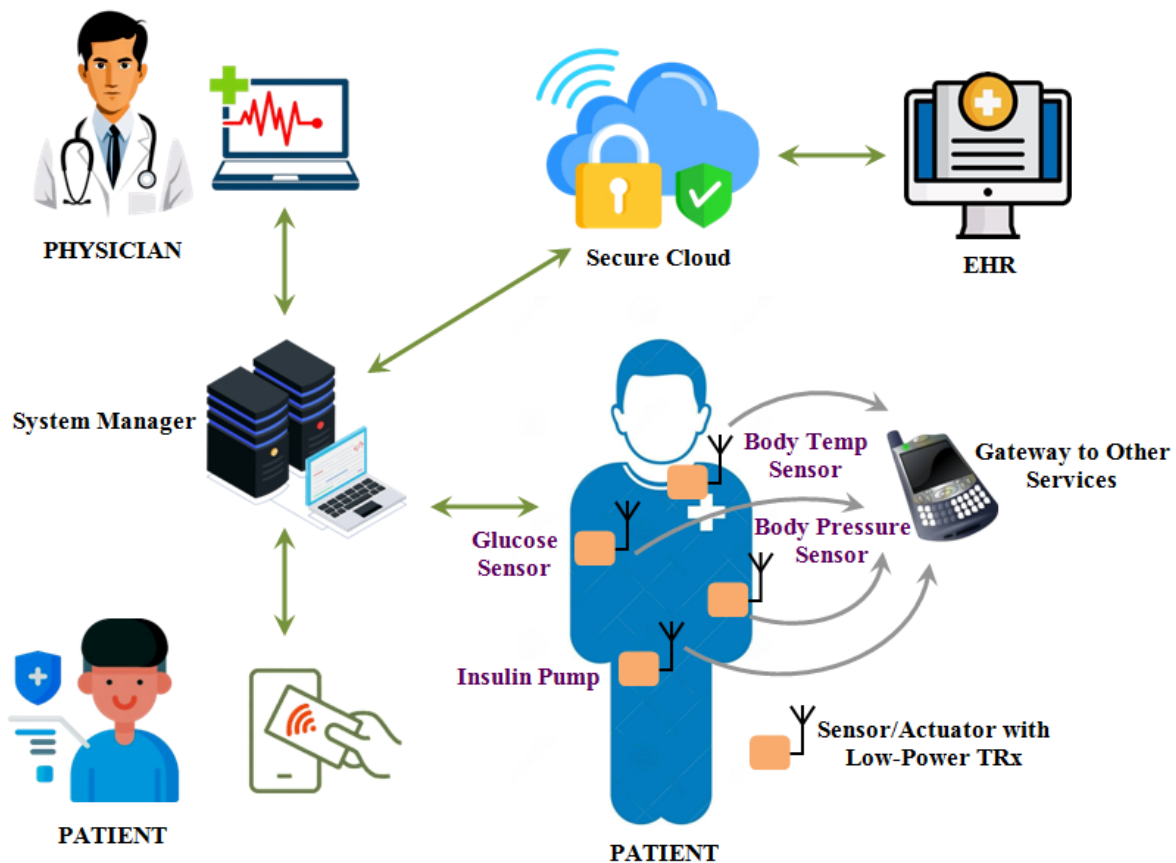 PHYSICIAN
Secure Cloud
EHR
System Manager
Body Temp
Sensor
Gateway to Other
Services
Glucose
Sensor
Body Pressure
Sensor
Insulin Pump
Sensor/Actuator with
Low-Power TRx
PATIENT
PATIENT